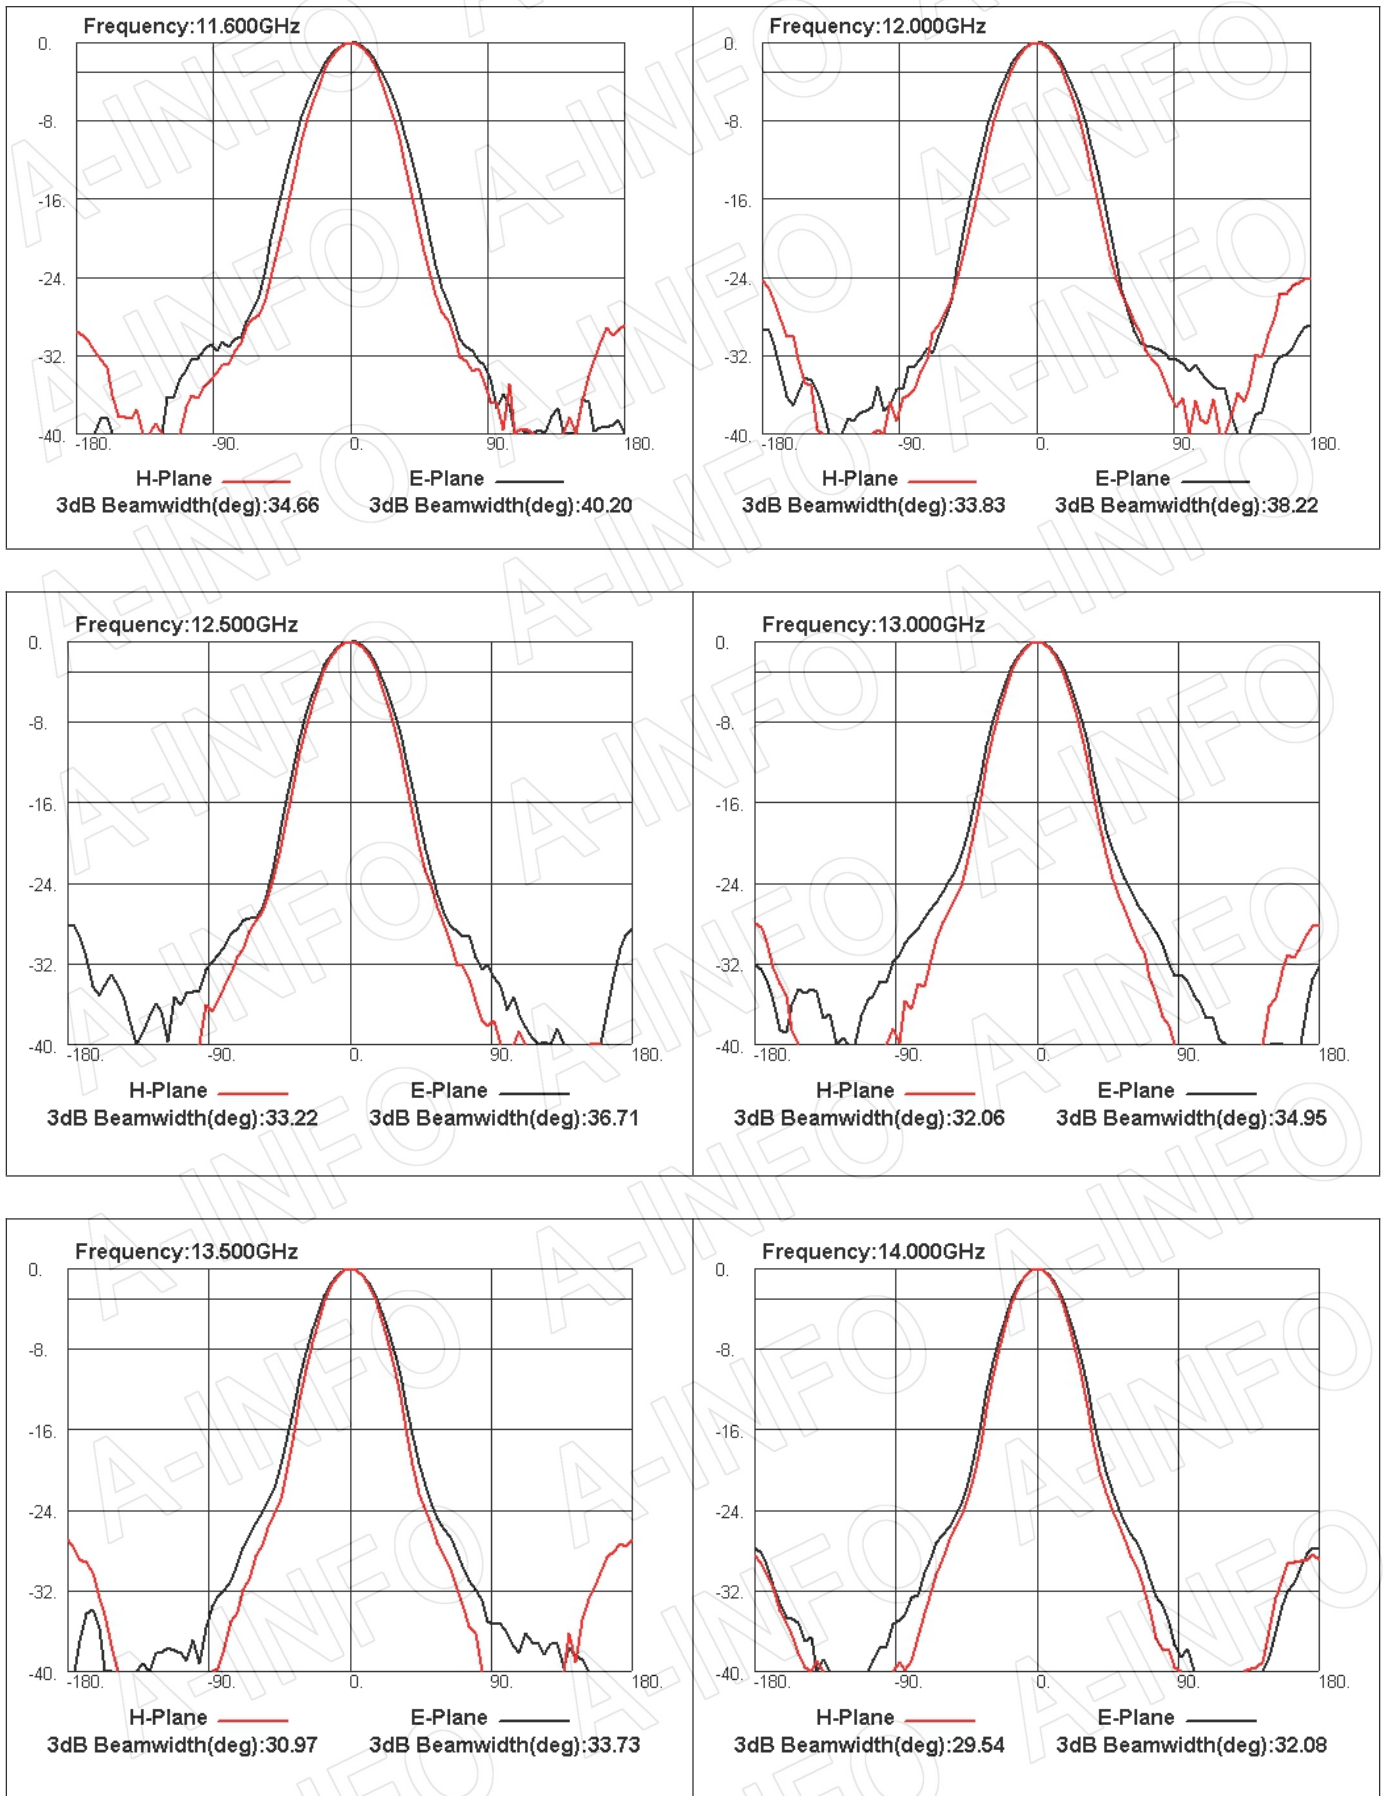 Frequency:11.600GHz
0.
-8.
-16.
-24.
-32.
-40.
-180. -90. 0. 90. 180.
H-Plane E-Plane
3dB Beamwidth(deg):34.66 3dB Beamwidth(deg):40.20
Frequency:12.000GHz
0.
-8.
-16.
-24.
-32.
-40.
-180. -90. 0. 90. 180.
H-Plane E-Plane
3dB Beamwidth(deg):33.83 3dB Beamwidth(deg):38.22
Frequency:12.500GHz
0.
-8.
-16.
-24.
-32.
-40.
-180. -90. 0. 90. 180.
H-Plane E-Plane
3dB Beamwidth(deg):33.22 3dB Beamwidth(deg):36.71
Frequency:13.000GHz
0.
-8.
-16.
-24.
-32.
-40.
-180. -90. 0. 90. 180.
H-Plane E-Plane
3dB Beamwidth(deg):32.06 3dB Beamwidth(deg):34.95
Frequency:13.500GHz
0.
-8.
-16.
-24.
-32.
-40.
-180. -90. 0. 90. 180.
H-Plane E-Plane
3dB Beamwidth(deg):30.97 3dB Beamwidth(deg):33.73
Frequency:14.000GHz
0.
-8.
-16.
-24.
-32.
-40.
-180. -90. 0. 90. 180.
H-Plane E-Plane
3dB Beamwidth(deg):29.54 3dB Beamwidth(deg):32.08
A-INFO